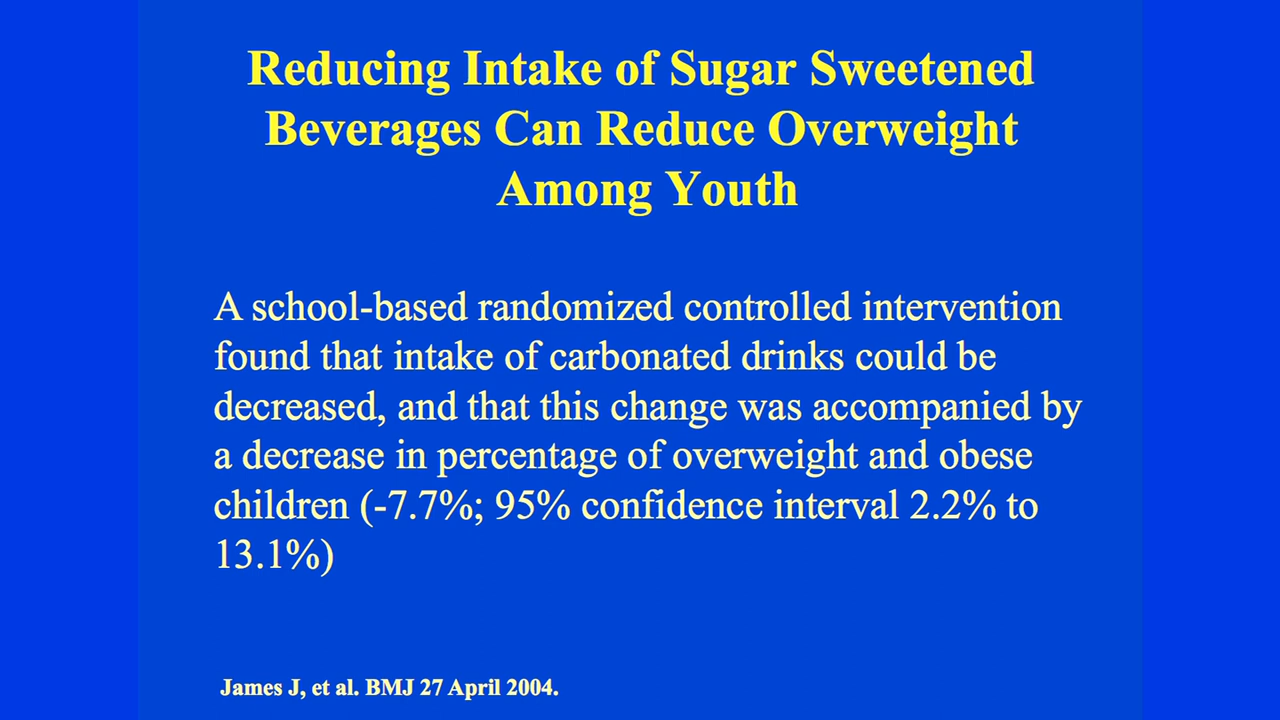 Reducing Intake of Sugar Sweetened
Beverages Can Reduce Overweight
Among Youth
A school-based randomized controlled intervention
found that intake of carbonated drinks could be
decreased, and that this change was accompanied by
a decrease in percentage of overweight and obese
children (-7.7%; 95% confidence interval 2.2% to
13.1%)
James J, et al. BMJ 27 April 2004.